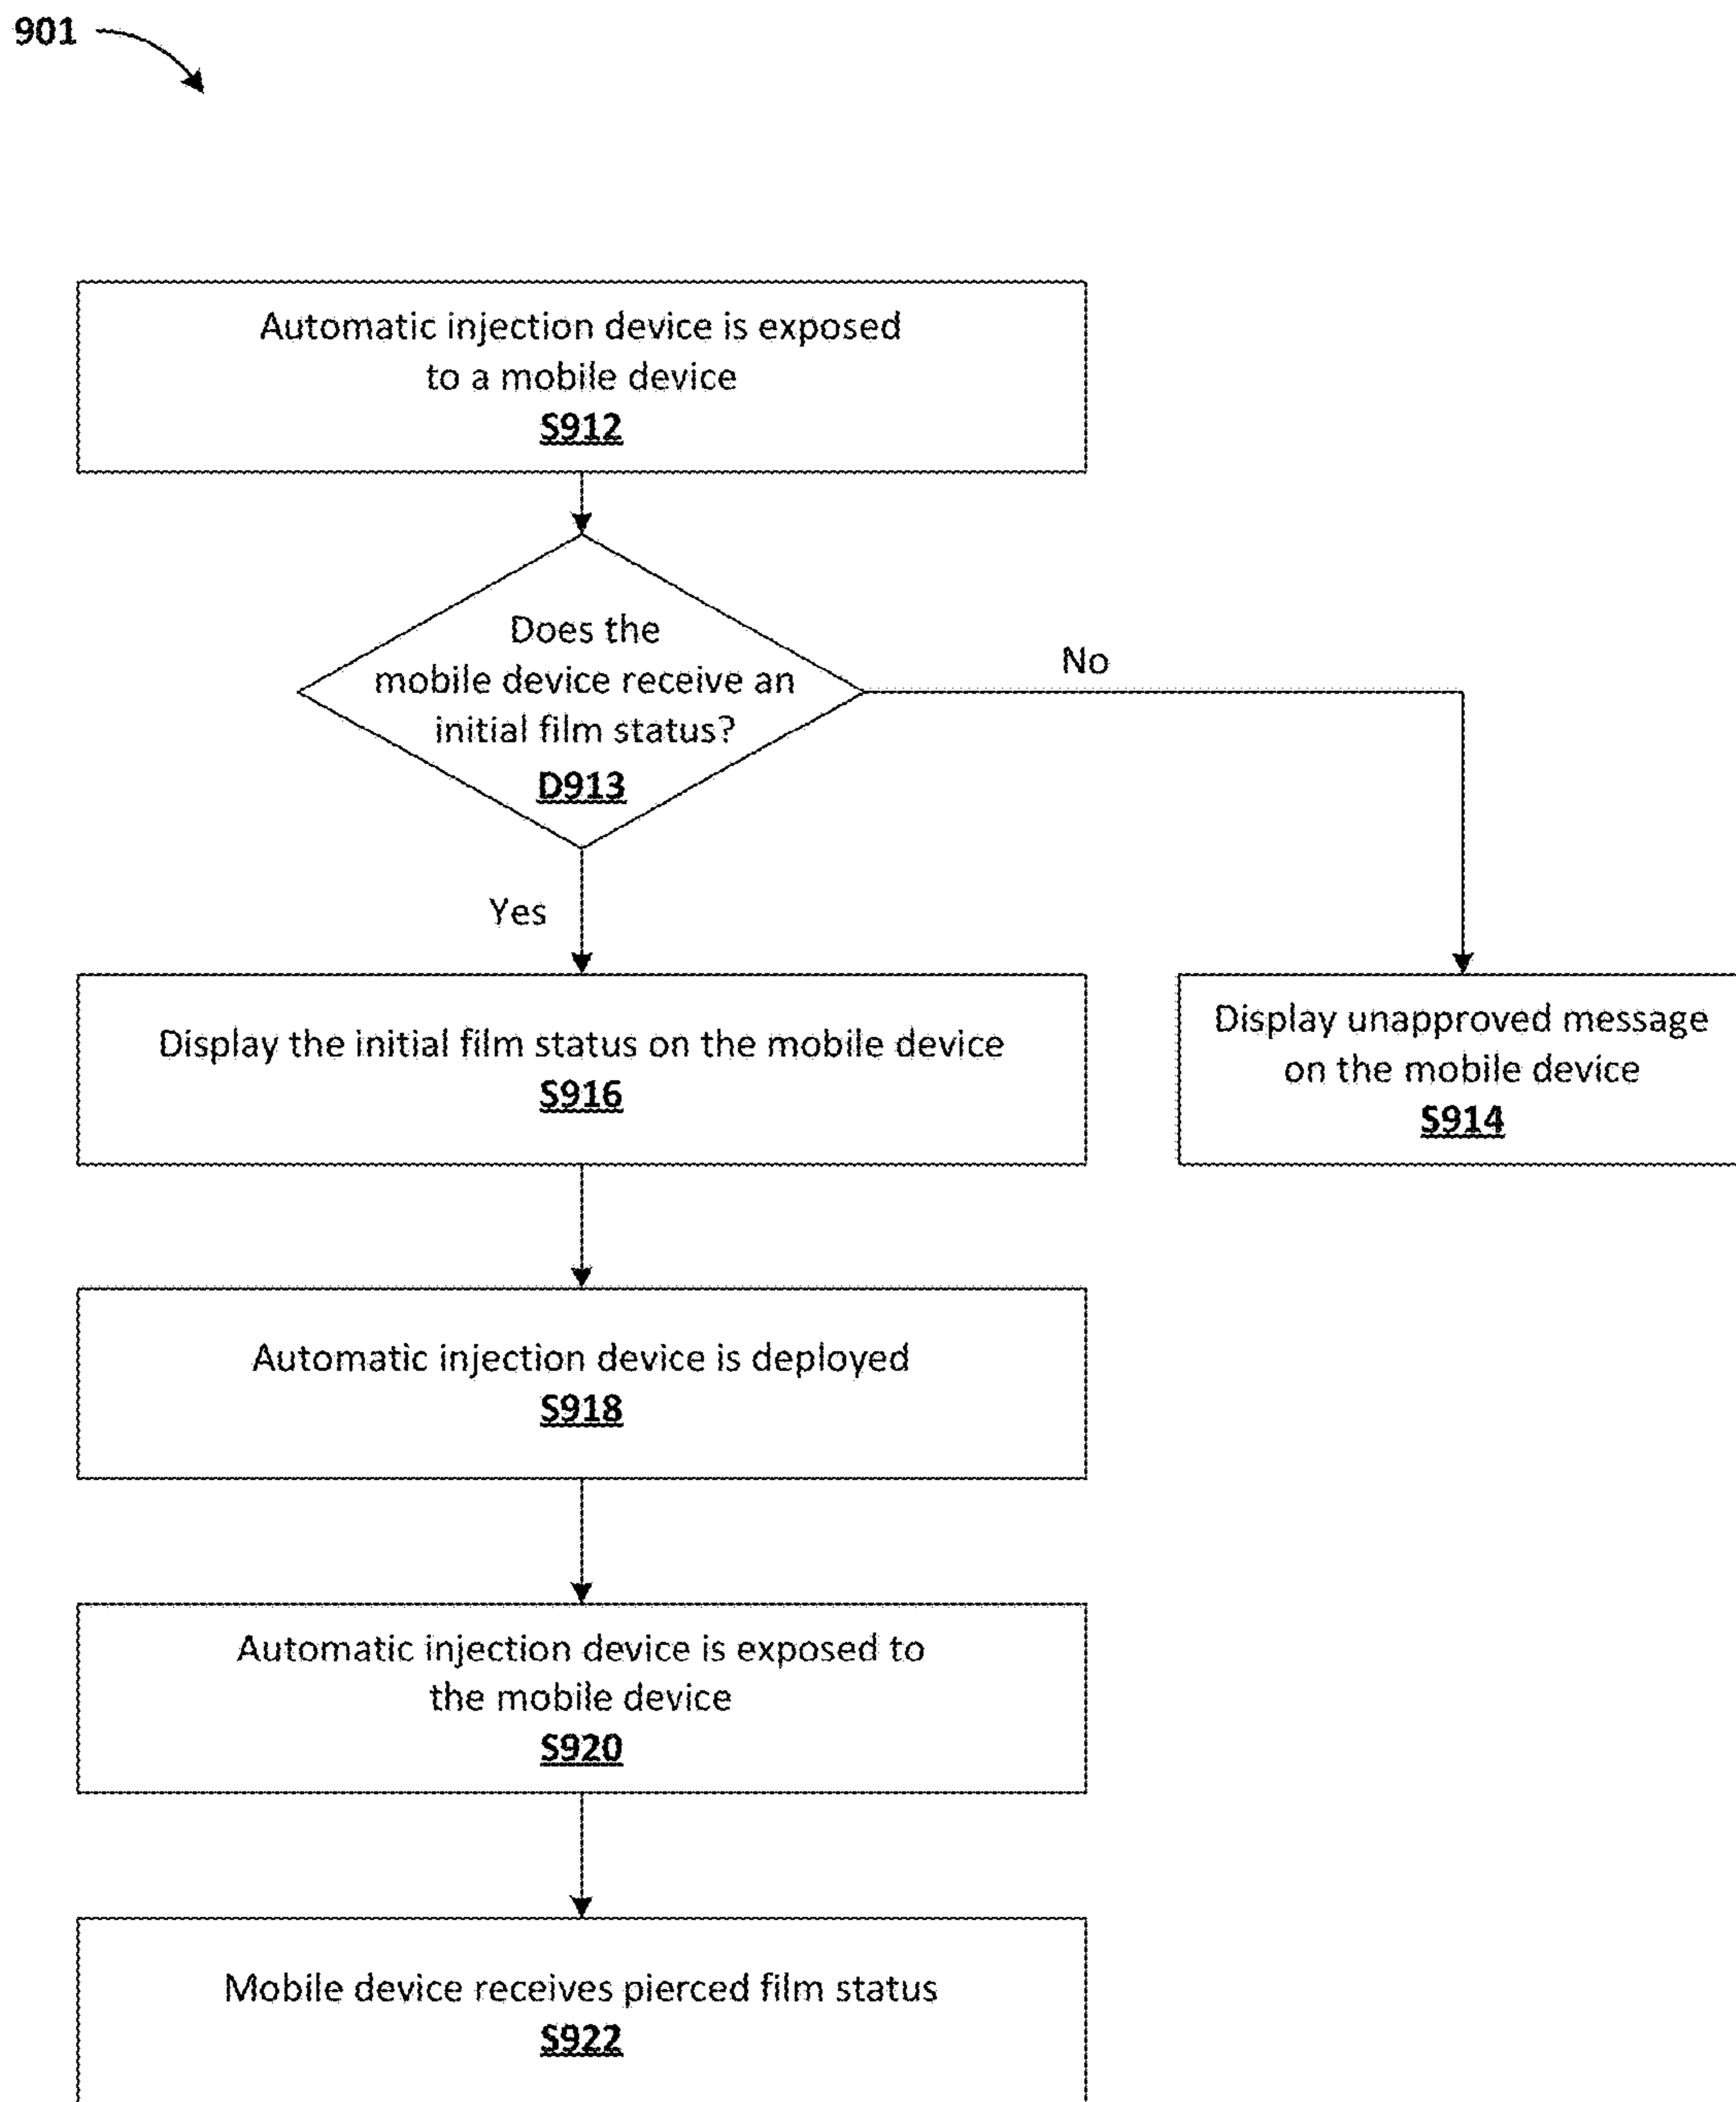 901
Automatic injection device is exposed
to a mobile device
S912
Does the
mobile device receive an
initial film status?
D913
No
Yes
Display the initial film status on the mobile device
S916
Display unapproved message
on the mobile device
S914
Automatic injection device is deployed
S918
Automatic injection device is exposed to
the mobile device
S920
Mobile device receives pierced film status
S922